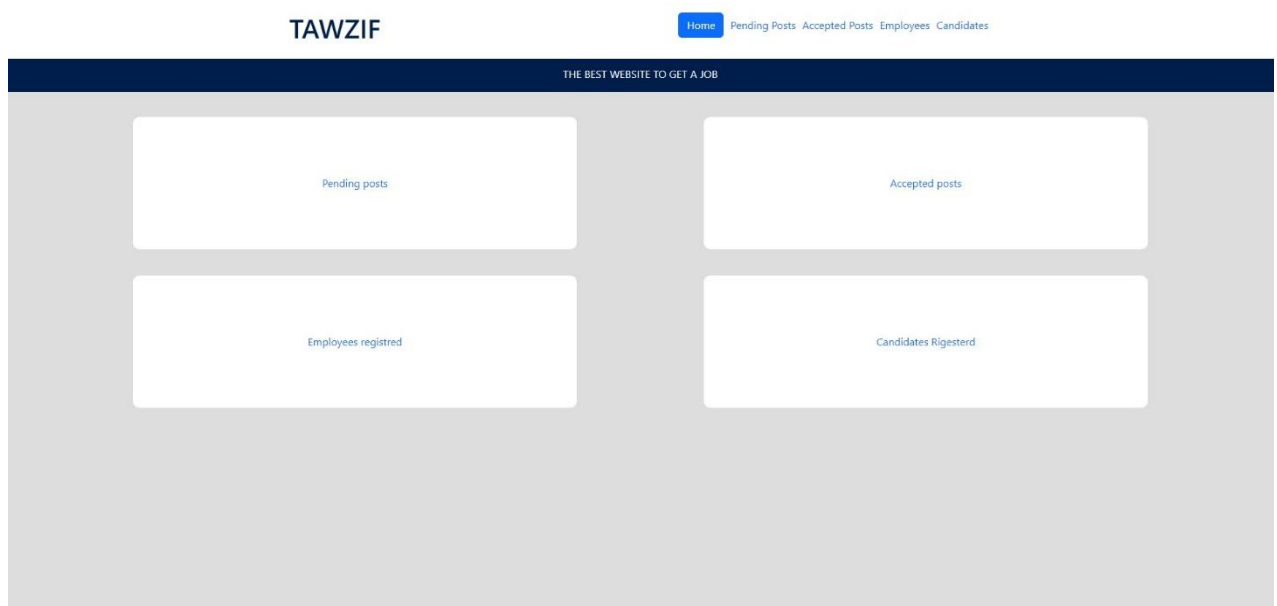 TAWZIF
Home Pending Posts Accepted Posts Employees Candidates
THE BEST WEBSITE TO GET A JOB
Pending posts
Accepted posts
Employees registred
Candidates Rigesterd